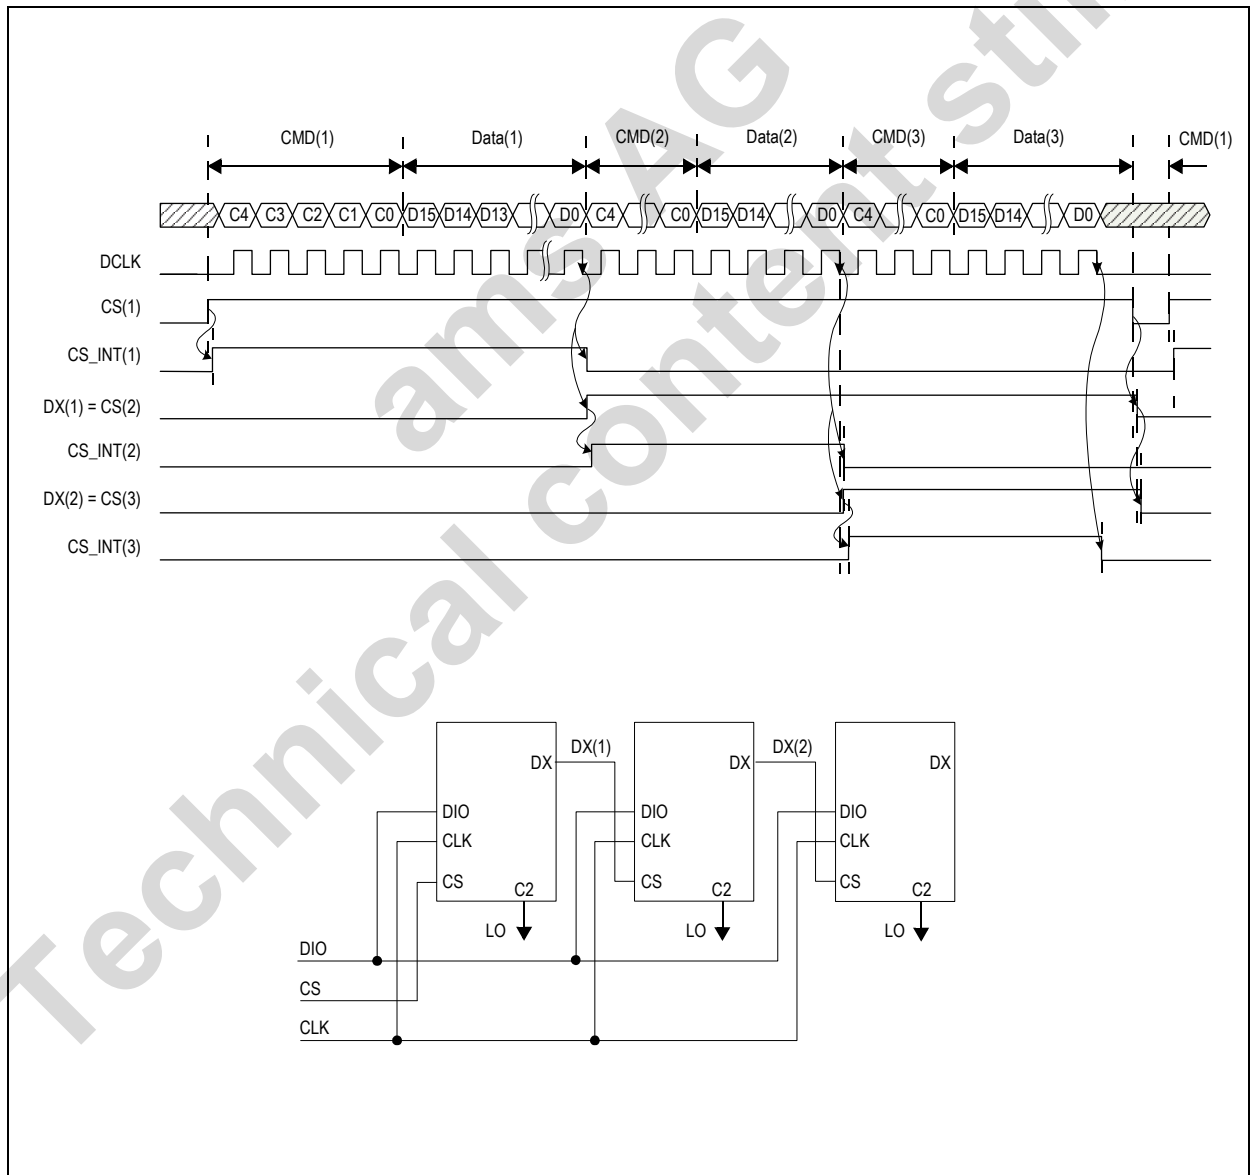 CMD(1) Data(1) CMD(2) Data(2) CMD(3) Data(3) CMD(1)
C4 C3 C2 C1 C0 D15 D14 D13 D0 C4 C0 D15 D14 D0 C4 C0 D15 D14 D0
DCLK
CS(1)
CS_INT(1)
DX(1) = CS(2)
CS_INT(2)
DX(2) = CS(3)
CS_INT(3)
DX(1) DX(2)
DX DX DX
DIO DIO DIO
CLK CLK CLK
CS CS CS
C2 C2 C2
LO LO LO
DIO
CS
CLK
ams AG
Technical content still